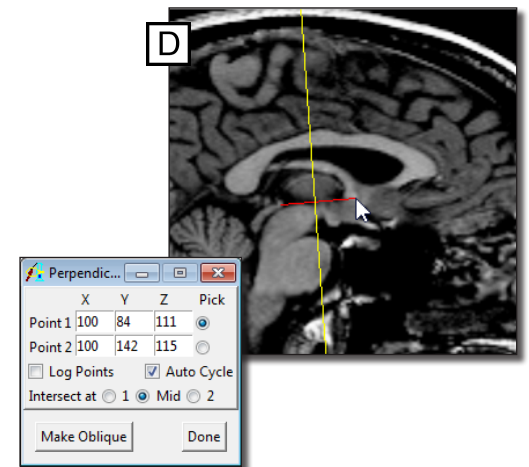 D
Perpendic...
X Y Z Pick
Point 1 100 84 111
Point 2 100 142 115
Log Points Auto Cycle
Intersect at 1 Mid 2
Make Oblique Done